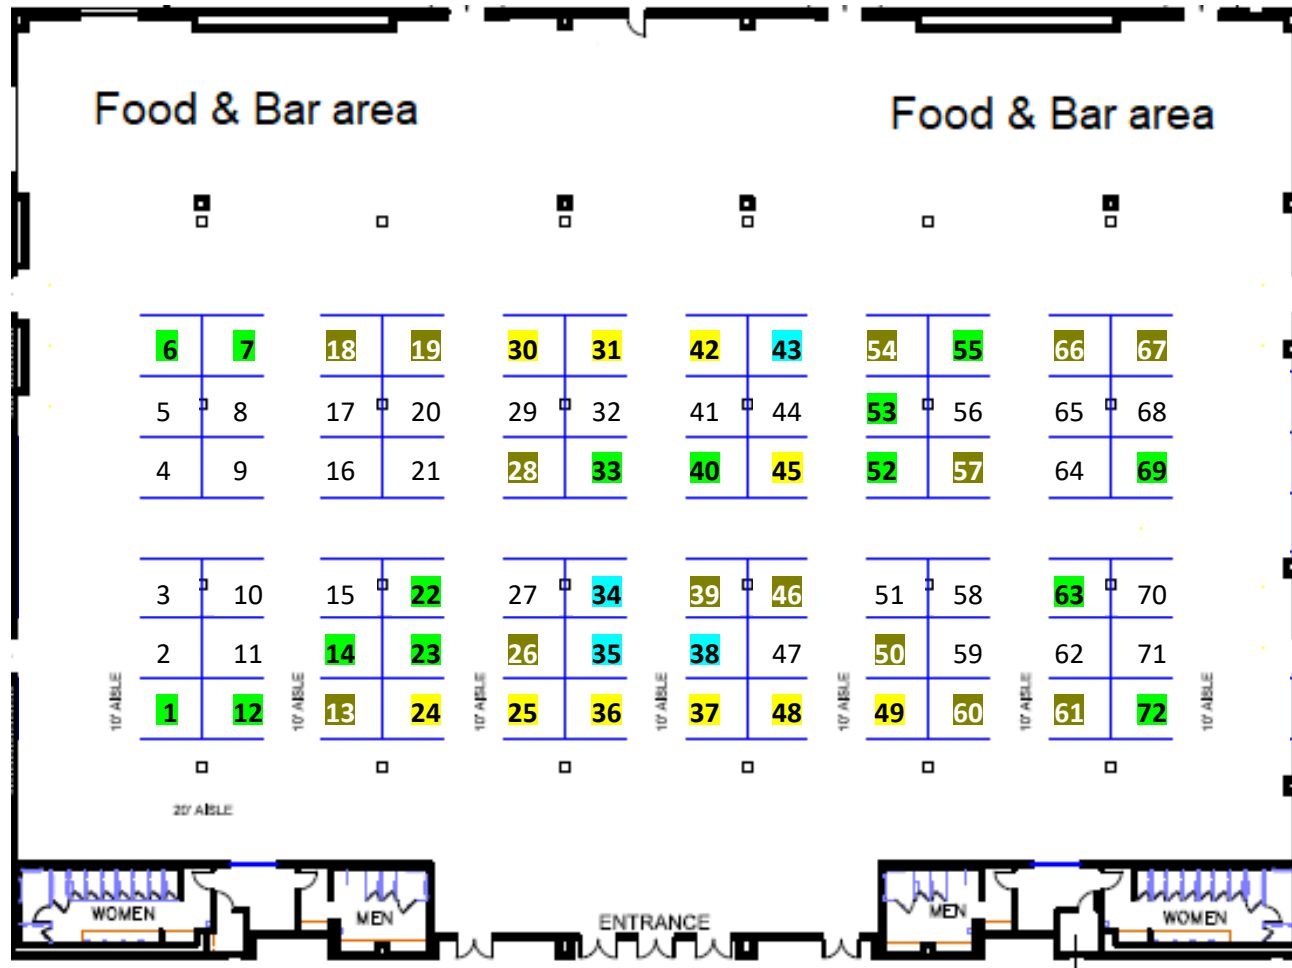 Food & Bar area Food & Bar area
6 7 18 19 30 31 42 43 54 55 66 67
5 8 17 20 29 32 41 44 53 56 65 68
4 9 16 21 28 33 40 45 52 57 64 69
3 10 15 22 27 34 39 46 51 58 63 70
2 11 14 23 26 35 38 47 50 59 62 71
10' AISLE 10' AISLE 10' AISLE 10' AISLE 10' AISLE 10' AISLE 10' AISLE
1 12 13 24 25 36 37 48 49 60 61 72
20' AISLE
WOMEN MEN ENTRANCE MEN WOMEN